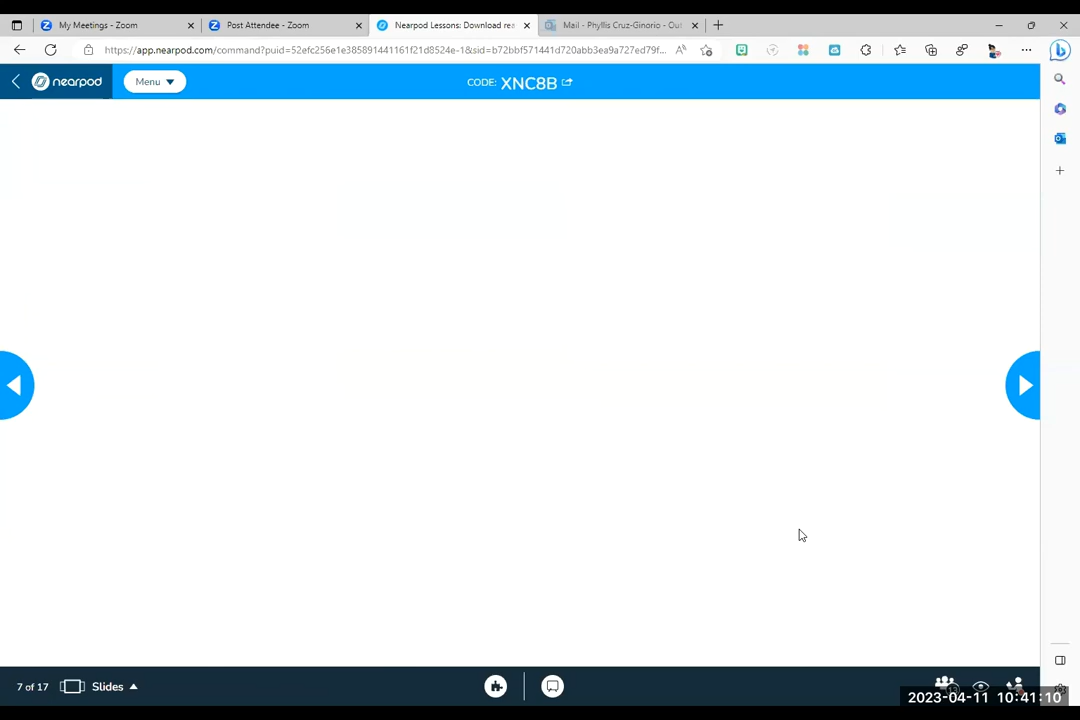 My Meetings - Zoom
Post Attendee - Zoom
Nearpod Lessons: Download rea
Mail - Phyllis Cruz-Ginorio - Out
https://app.nearpod.com/command?puid=52efc256e1e385891441161f21d8524e-1&sid=b72bbf571441d720abb3ea9a727ed79f...
nearpod
Menu
CODE: XNC8B
7 of 17
Slides
2023-04-11 10:41:10